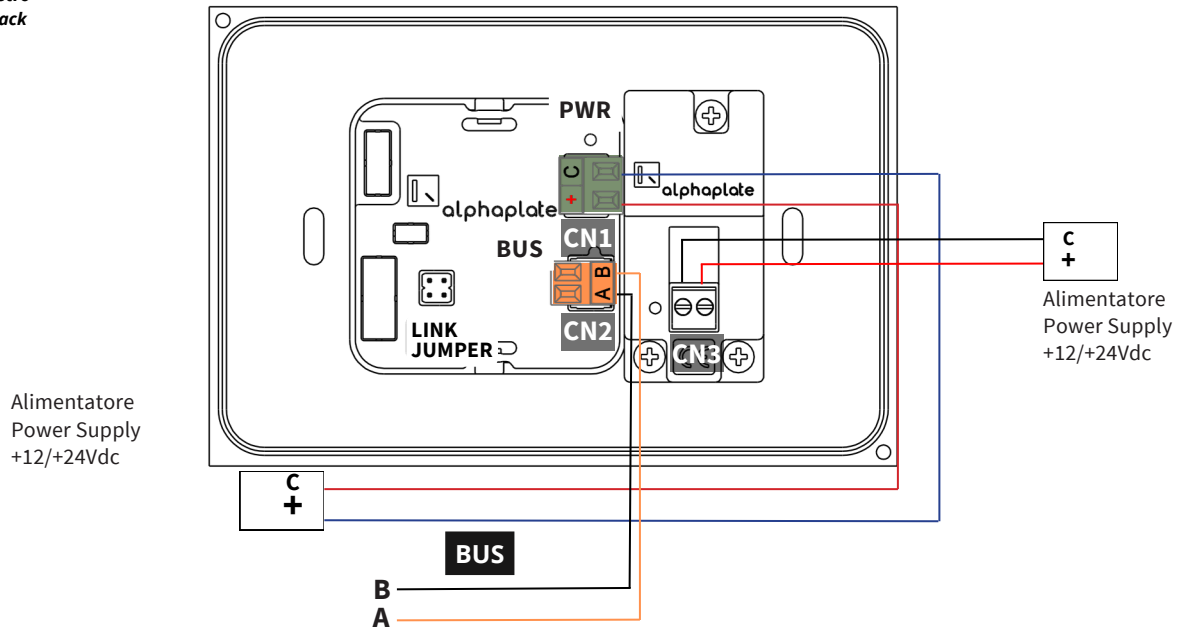 ack
PWR
C
+
alphaplate
alphaplate
CN1
BUS
B
A
CN2
LINK
JUMPER
CN3
C
+
Alimentatore
Power Supply
+12/+24Vdc
Alimentatore
Power Supply
+12/+24Vdc
C
+
BUS
B
A